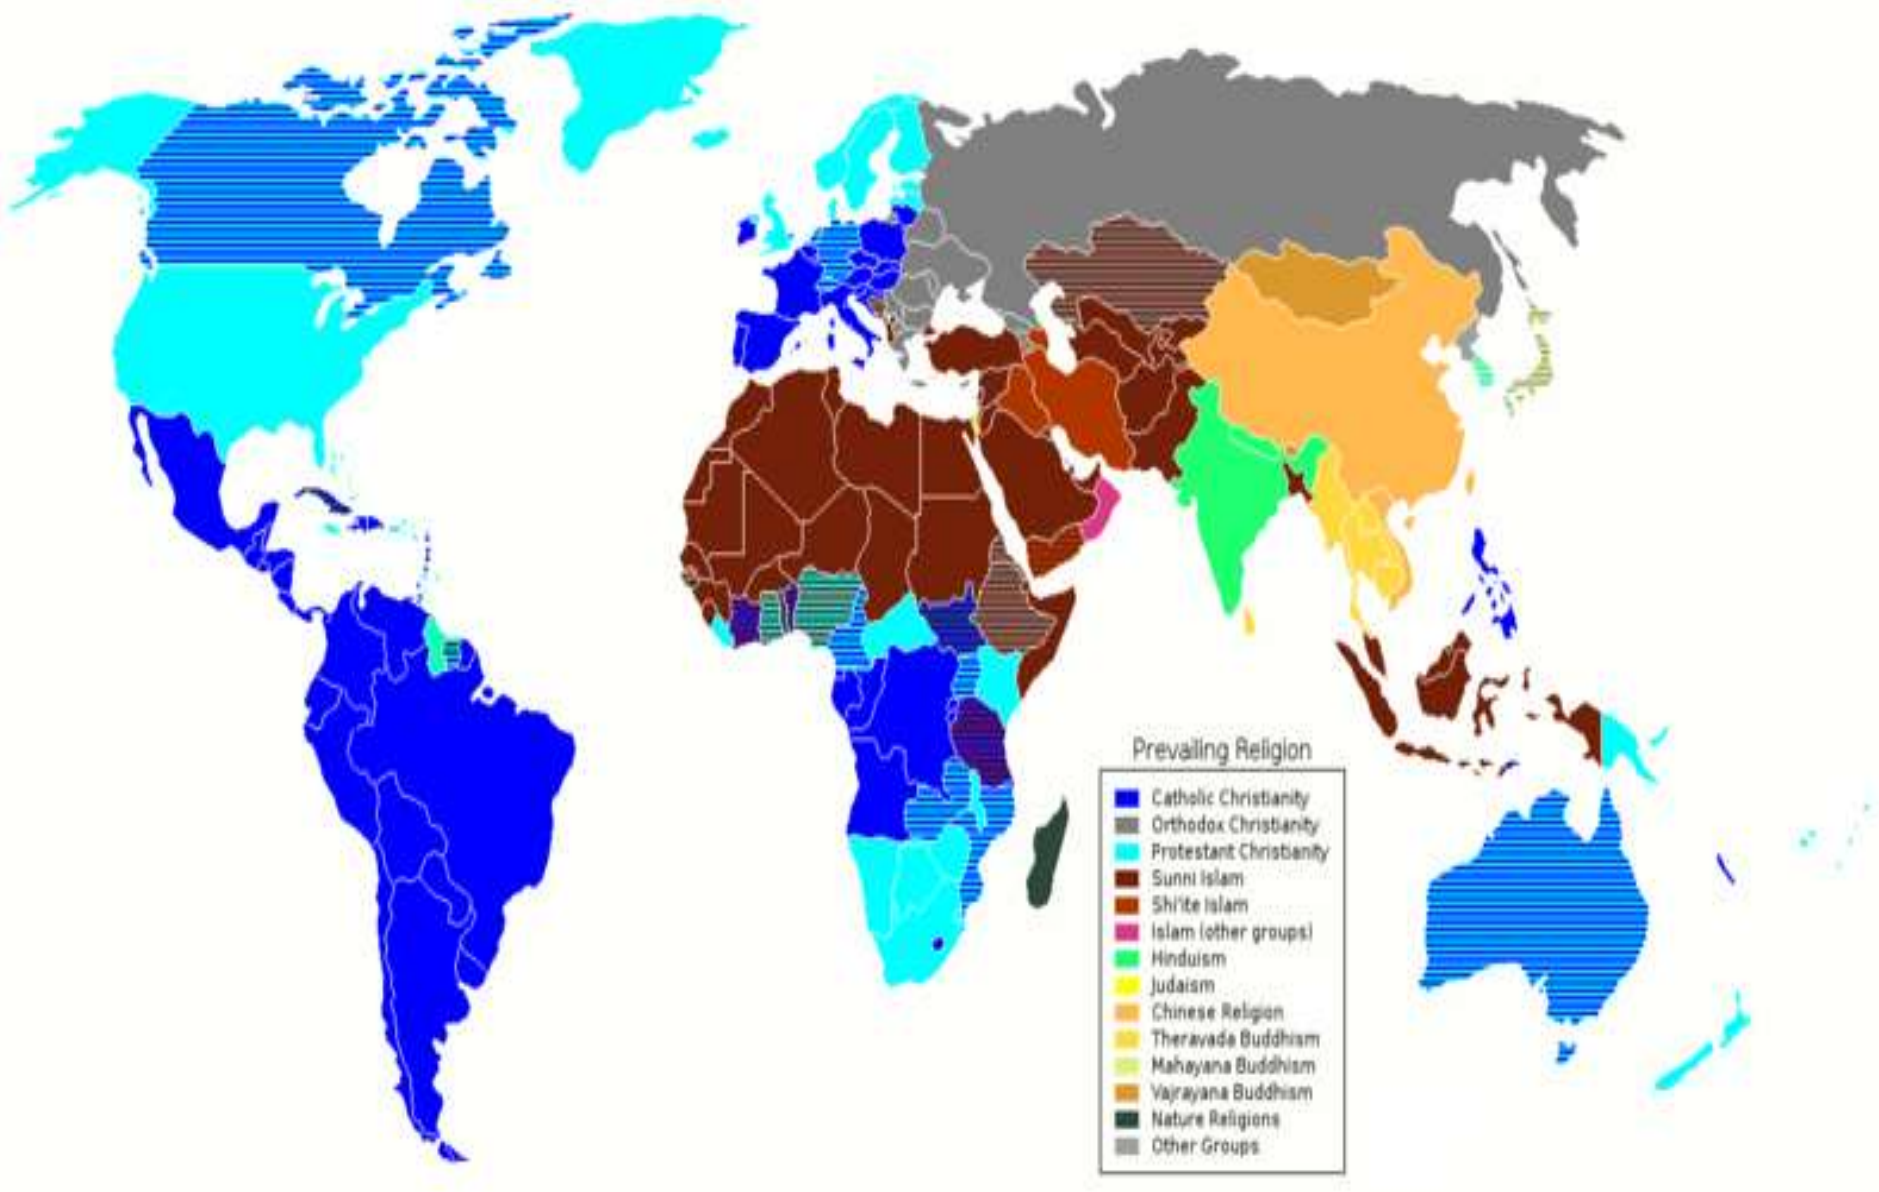 Prevailing Religion
Catholic Christianity
Orthodox Christianity
Protestant Christianity
Sunni Islam
Shi'ite Islam
Islam (other groups)
Hinduism
Judaism
Chinese Religion
Theravada Buddhism
Mahayana Buddhism
Vajrayana Buddhism
Nature Religions
Other Groups